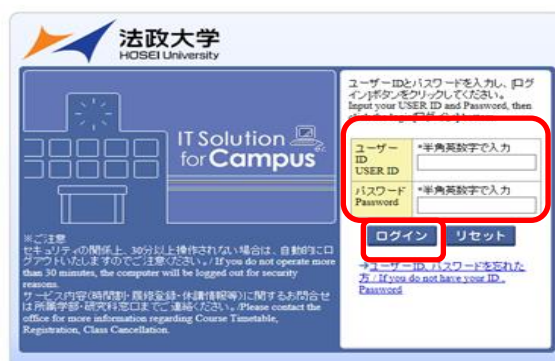 法政大学
HOSEI University
IT Solution
for Campus
※ご注意
セキュリティの関係上、30分以上操作されない場合は、自動的にロ
グアウトいたしますのでご注意ください。/ If you do not operate more
than 30 minutes, the computer will be logged out for security
reasons.
サービス内容(時間割・履修登録・休講情報等)に関するお問合せ
は所属学部・研究科窓口までご連絡ください。/Please contact the
office for more information regarding Course Timetable,
Registration, Class Cancellation.
ユーザーIDとパスワードを入力し、[ログ
イン]ボタンをクリックしてください。
Input your USER ID and Password, then
ユーザー
ID
USER ID
*半角英数字で入力
パスワード
Password
*半角英数字で入力
ログイン
リセット
→ユーザーID、パスワードを忘れた
方 / If you do not have your ID ,
Password